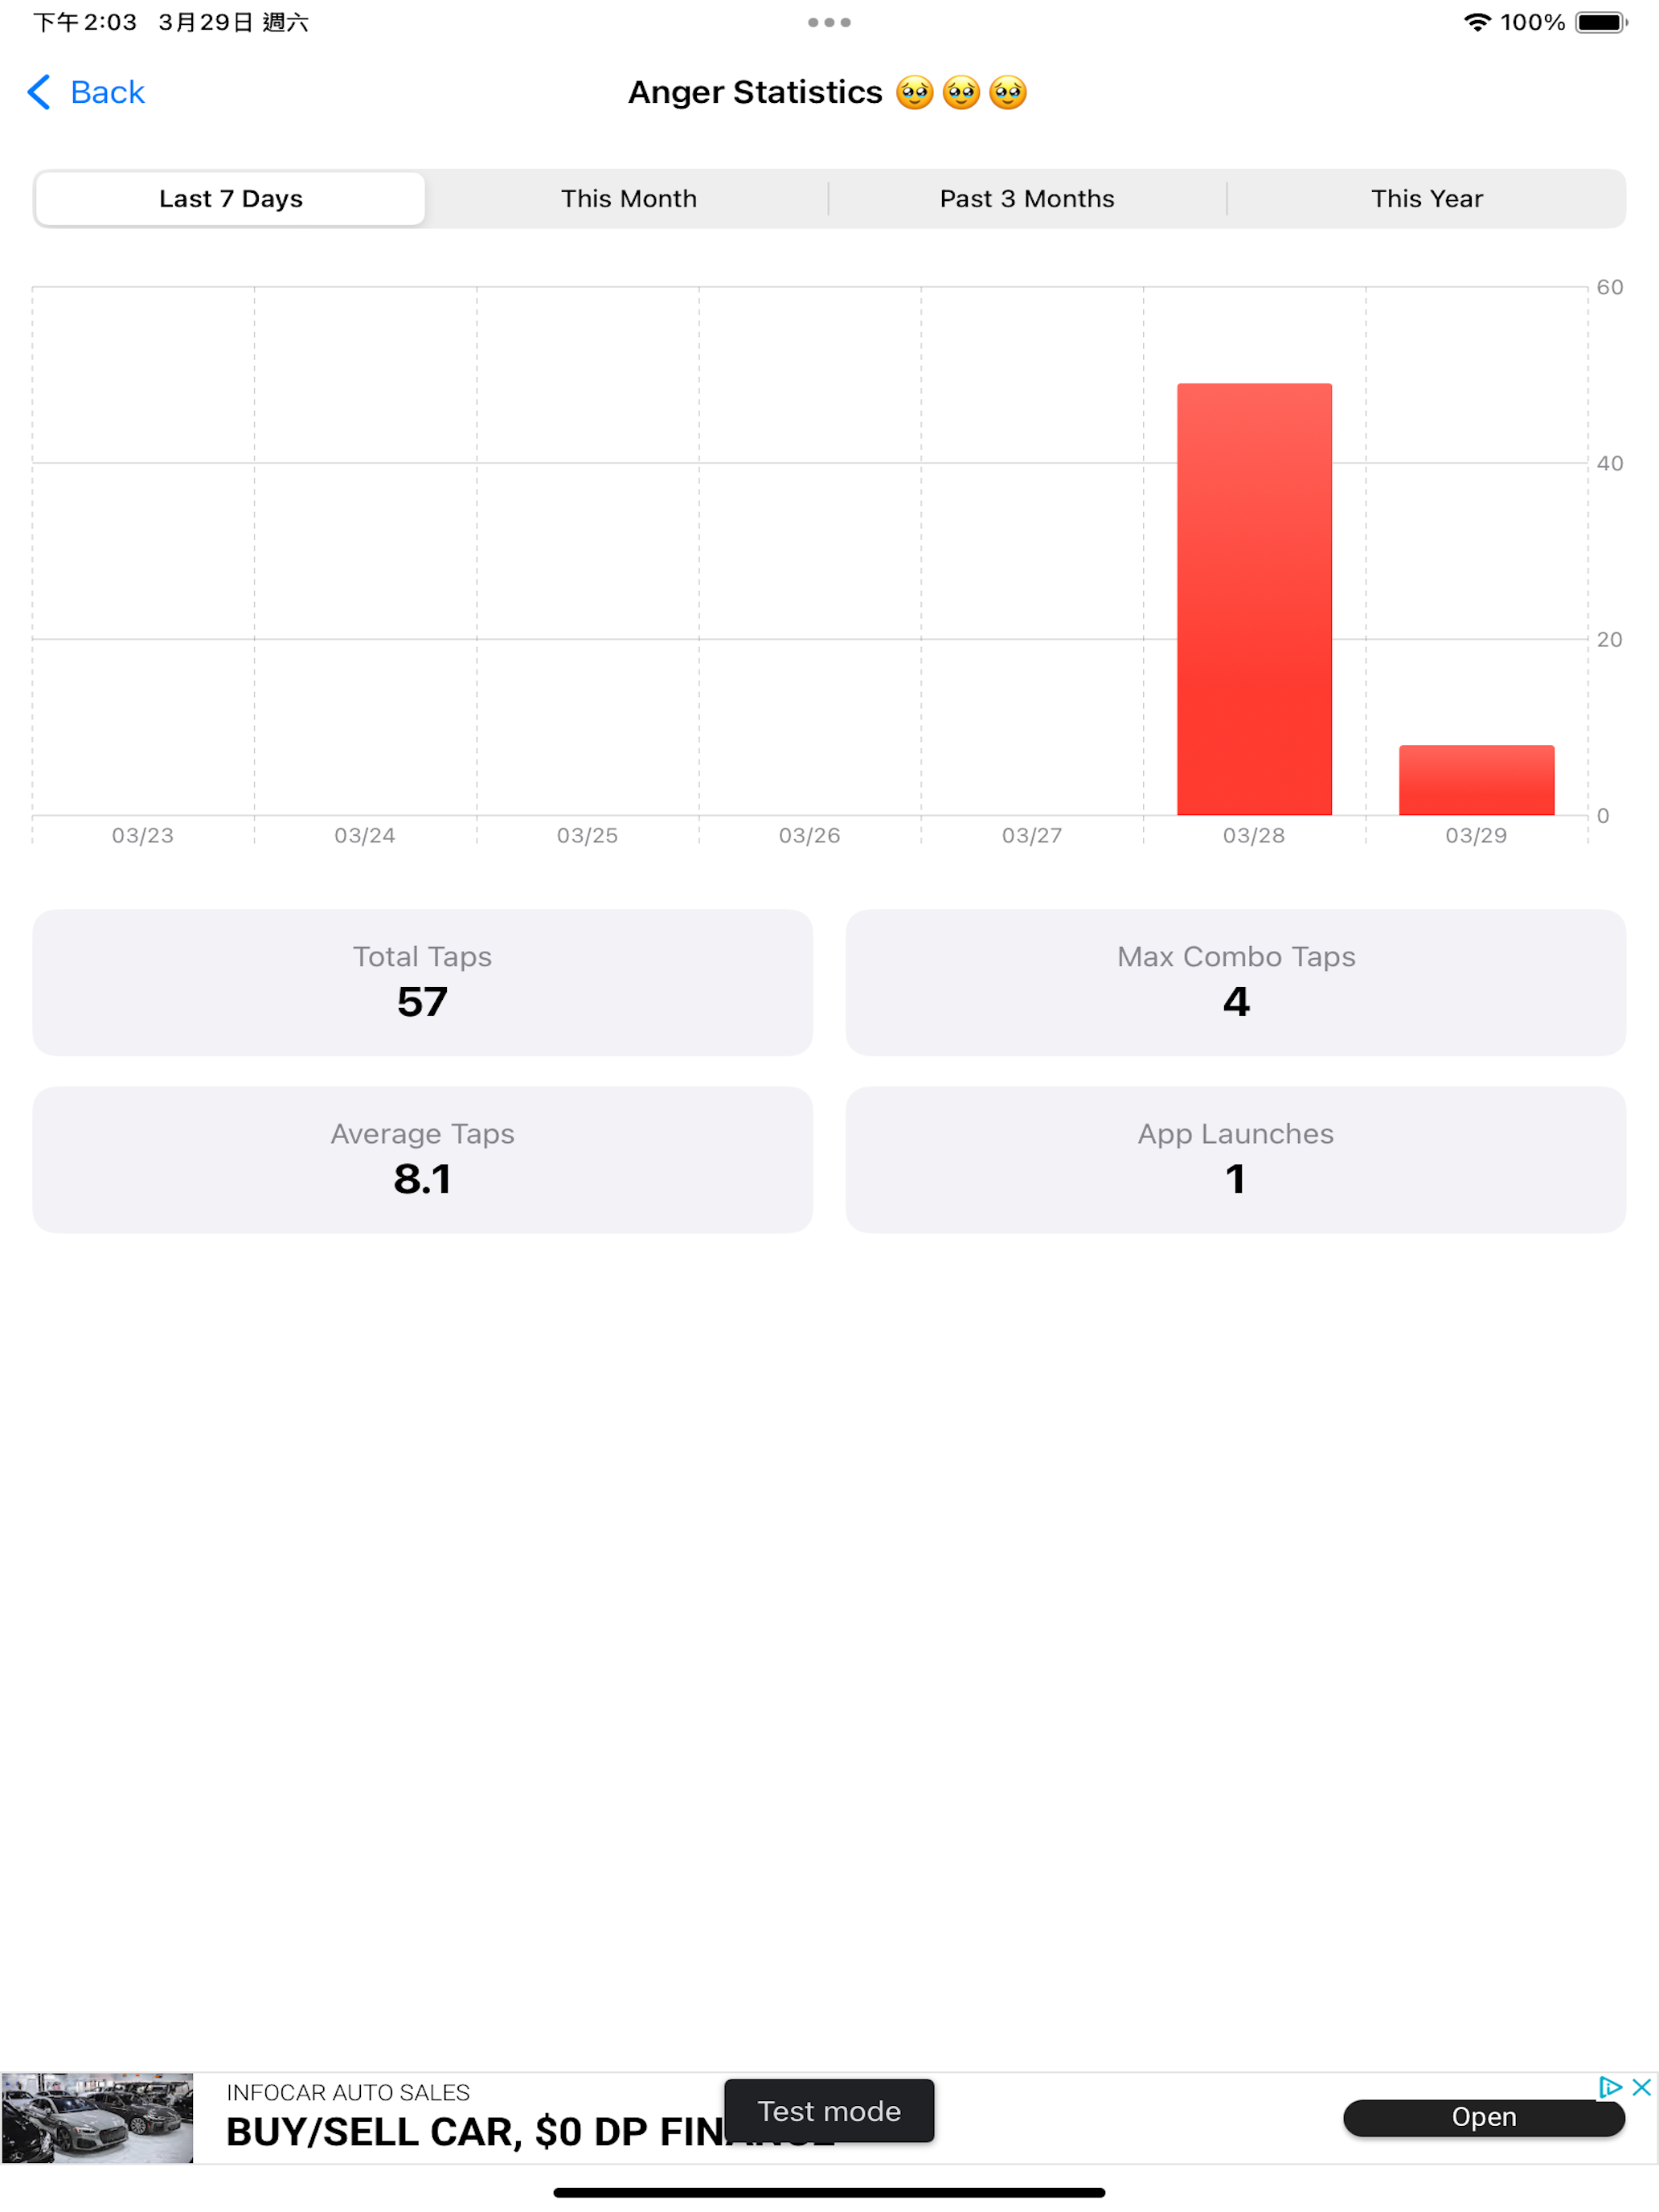 下午2:03 3月29日 週六
100%
Back
Anger Statistics 🥹🥹🥹
Last 7 Days
This Month
Past 3 Months
This Year
60
40
20
0
03/23
03/24
03/25
03/26
03/27
03/28
03/29
Total Taps
57
Max Combo Taps
4
Average Taps
8.1
App Launches
1
INFOCAR AUTO SALES
BUY/SELL CAR, $0 DP
Test mode
Open